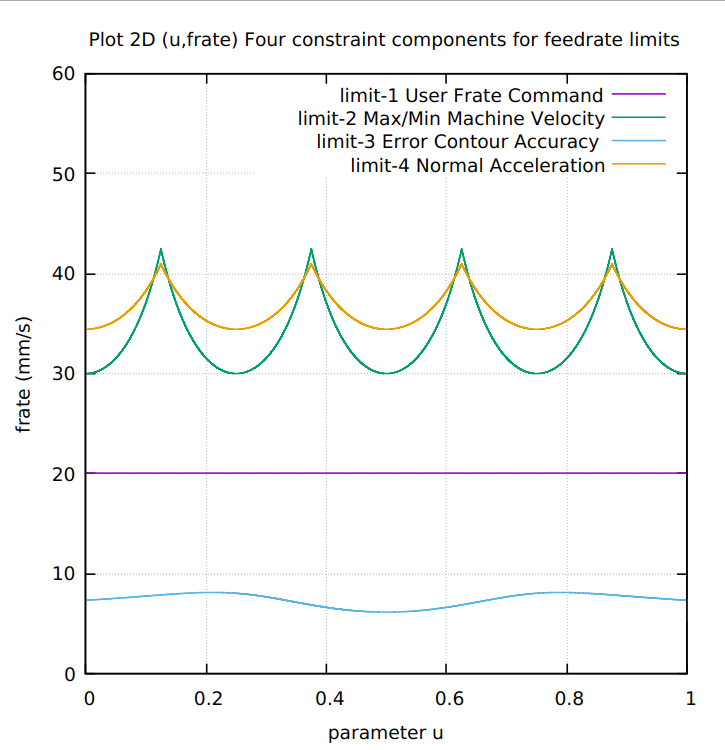 Plot 2D (u,frate) Four constraint components for feedrate limits
60
limit-1 User Frate Command
limit-2 Max/Min Machine Velocity
limit-3 Error Contour Accuracy
limit-4 Normal Acceleration
50
40
frate (mm/s)
30
20
10
0
0 0.2 0.4 0.6 0.8 1
parameter u